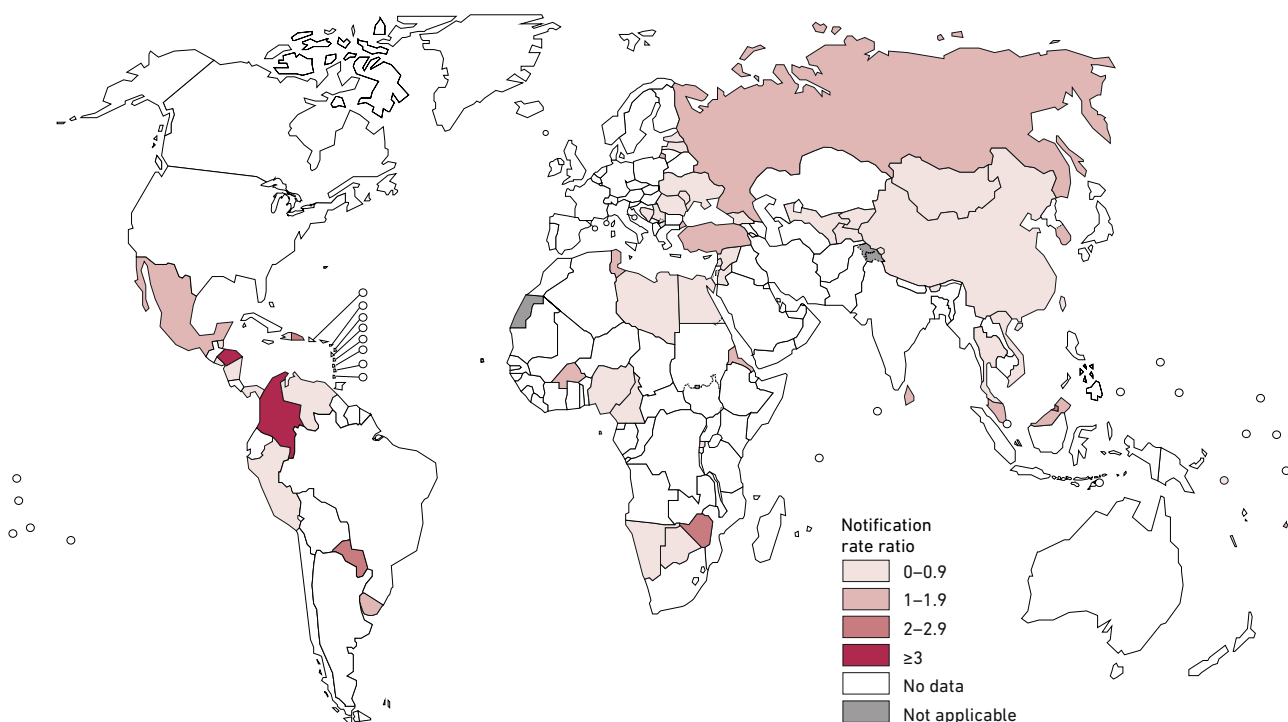 Notification
rate ratio
0–0.9
1–1.9
2–2.9
≥3
No data
Not applicable